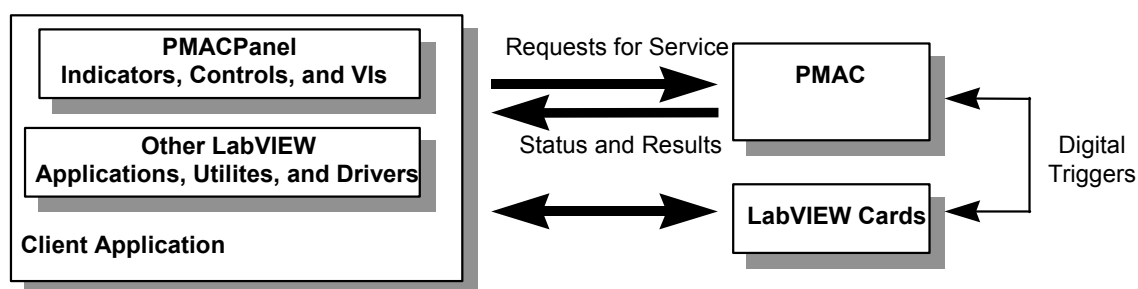 PMACPanel
Indicators, Controls, and VIs
Other LabVIEW
Applications, Utilites, and Drivers
Client Application
Requests for Service
Status and Results
PMAC
LabVIEW Cards
Digital
Triggers